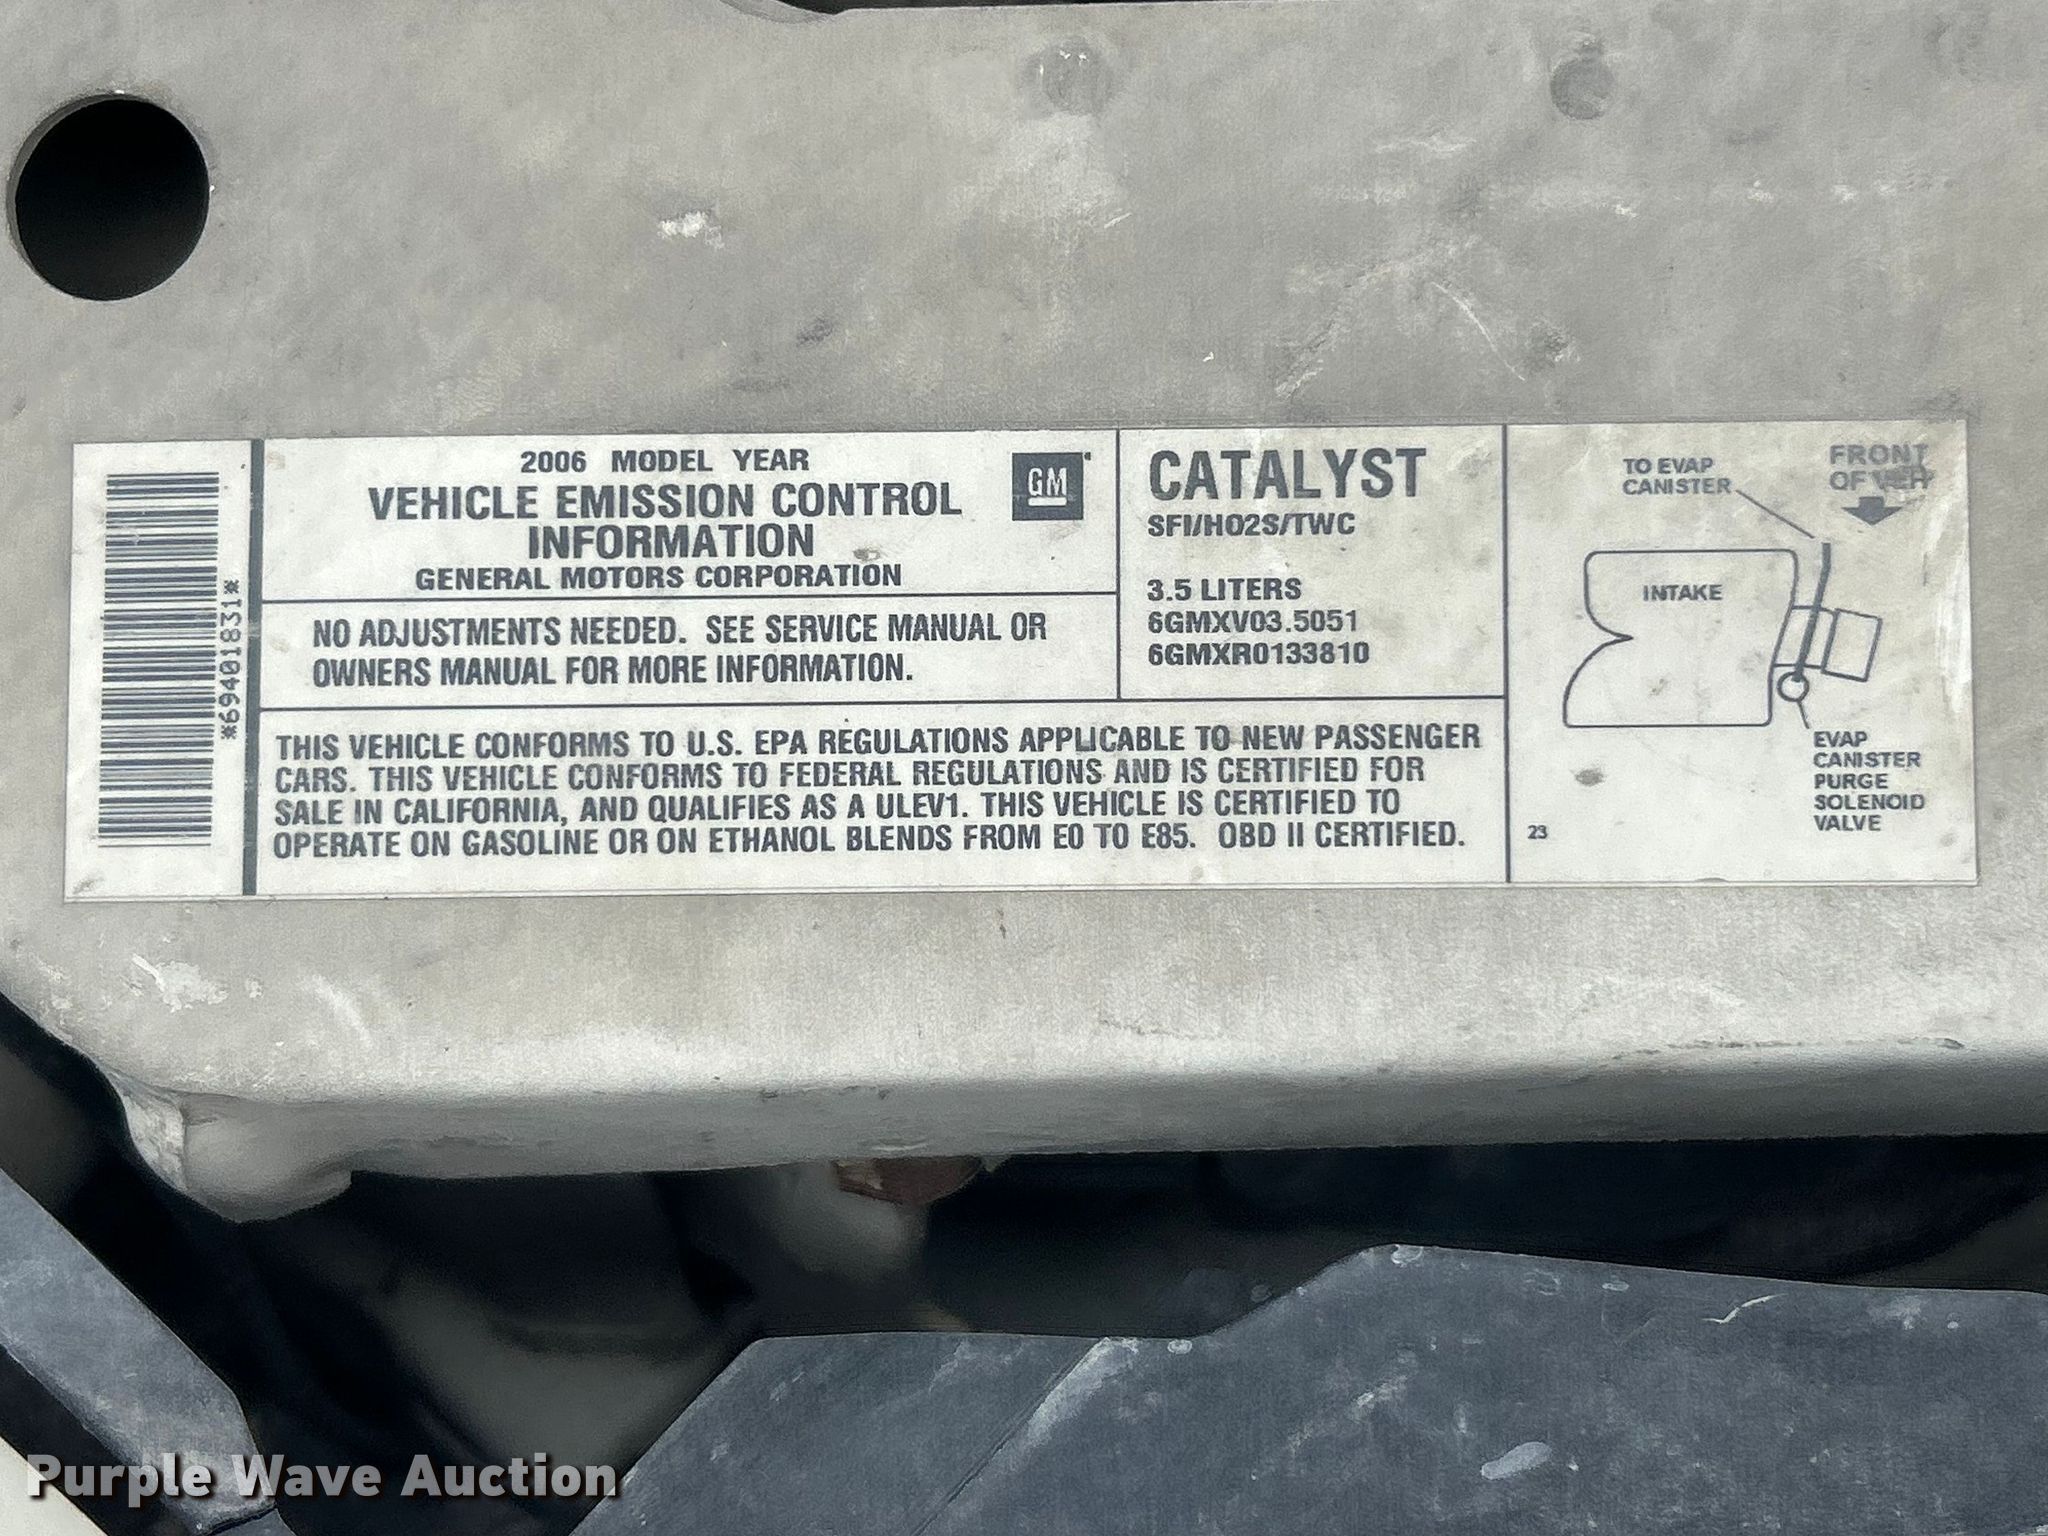 *69401831*
2006 MODEL YEAR
VEHICLE EMISSION CONTROL
INFORMATION
GENERAL MOTORS CORPORATION
GM
NO ADJUSTMENTS NEEDED. SEE SERVICE MANUAL OR
OWNERS MANUAL FOR MORE INFORMATION.
CATALYST
SFI/HO2S/TWC
3.5 LITERS
6GMXV03.5051
6GMXR0133810
THIS VEHICLE CONFORMS TO U.S. EPA REGULATIONS APPLICABLE TO NEW PASSENGER
CARS. THIS VEHICLE CONFORMS TO FEDERAL REGULATIONS AND IS CERTIFIED FOR
SALE IN CALIFORNIA, AND QUALIFIES AS A ULEV1. THIS VEHICLE IS CERTIFIED TO
OPERATE ON GASOLINE OR ON ETHANOL BLENDS FROM E0 TO E85. OBD II CERTIFIED.
TO EVAP
CANISTER
FRONT
OF VEH
INTAKE
EVAP
CANISTER
PURGE
SOLENOID
VALVE
23
Purple Wave Auction